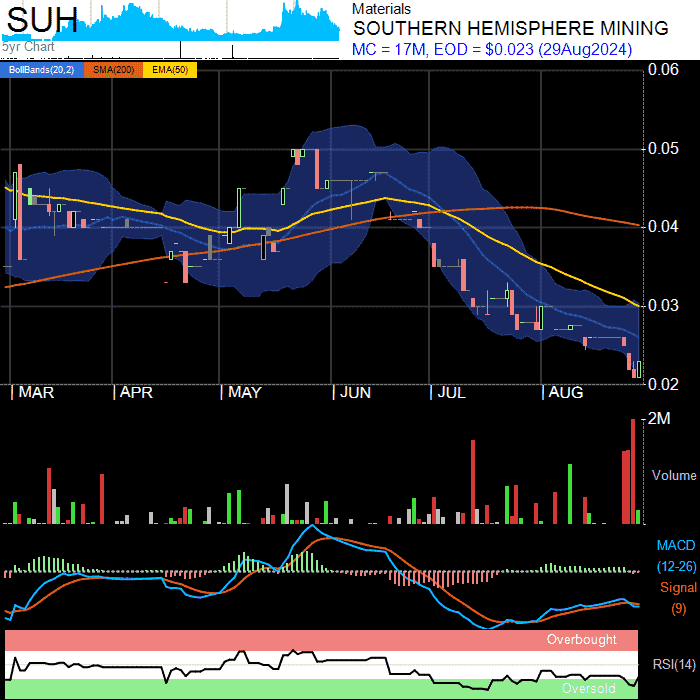 SUH
5yr Chart
Materials
SOUTHERN HEMISPHERE MINING
MC = 17M, EOD = $0.023 (29Aug2024)
BollBands(20,2) SMA(200) EMA(50)
0.06
0.05
0.04
0.03
0.02
MAR APR MAY JUN JUL AUG
2M
Volume
MACD
(12-26)
Signal
(9)
Overbought
RSI(14)
Oversold